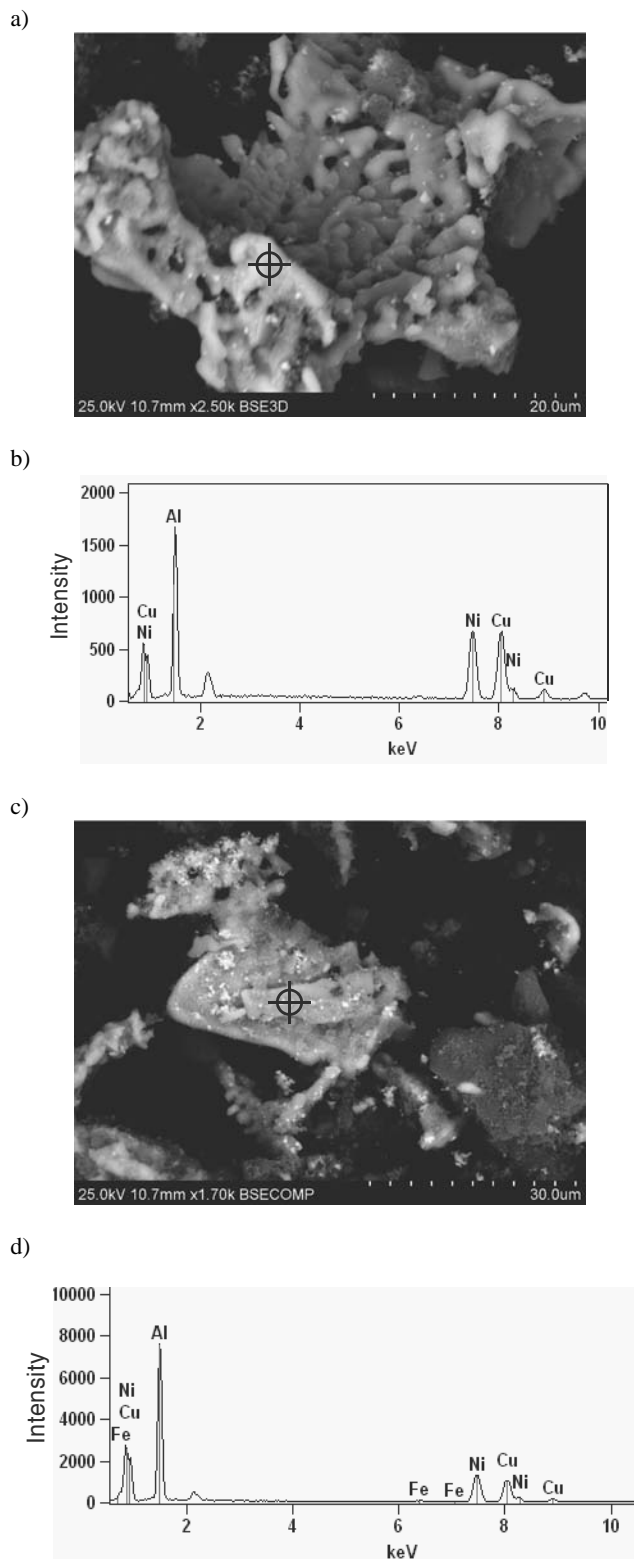 a)
25.0kV 10.7mm x2.50k BSE3D 20.0um
b)
2000
1500
1000
500
0
Intensity
Cu
Ni
Al
Ni
Cu
Ni
Cu
2 4 6 8 10
keV
c)
25.0kV 10.7mm x1.70k BSECOMP 30.0um
d)
10000
8000
6000
4000
2000
0
Intensity
Ni
Cu
Fe
Al
Fe
Fe
Ni
Cu
Ni
Cu
2 4 6 8 10
keV